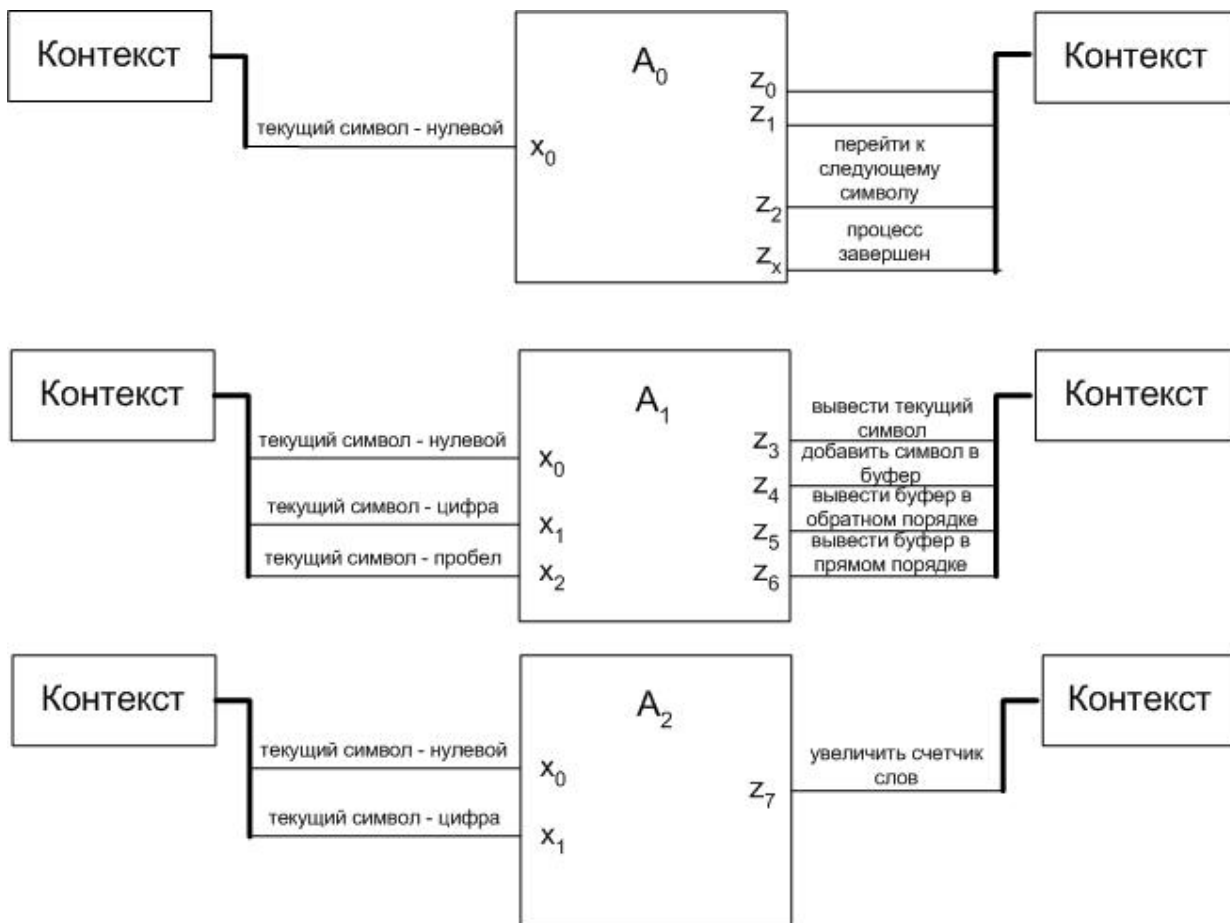 Контекст
A₀
Контекст
z₀
z₁
текущий символ - нулевой
x₀
перейти к
следующему
символу
z₂
процесс
завершен
zₓ
Контекст
A₁
Контекст
вывести текущий
символ
текущий символ - нулевой
z₃
x₀
добавить символ в
буфер
z₄
вывести буфер в
обратном порядке
текущий символ - цифра
x₁
z₅
вывести буфер в
прямом порядке
текущий символ - пробел
x₂
z₆
Контекст
A₂
Контекст
текущий символ - нулевой
x₀
увеличить счетчик
слов
z₇
текущий символ - цифра
x₁